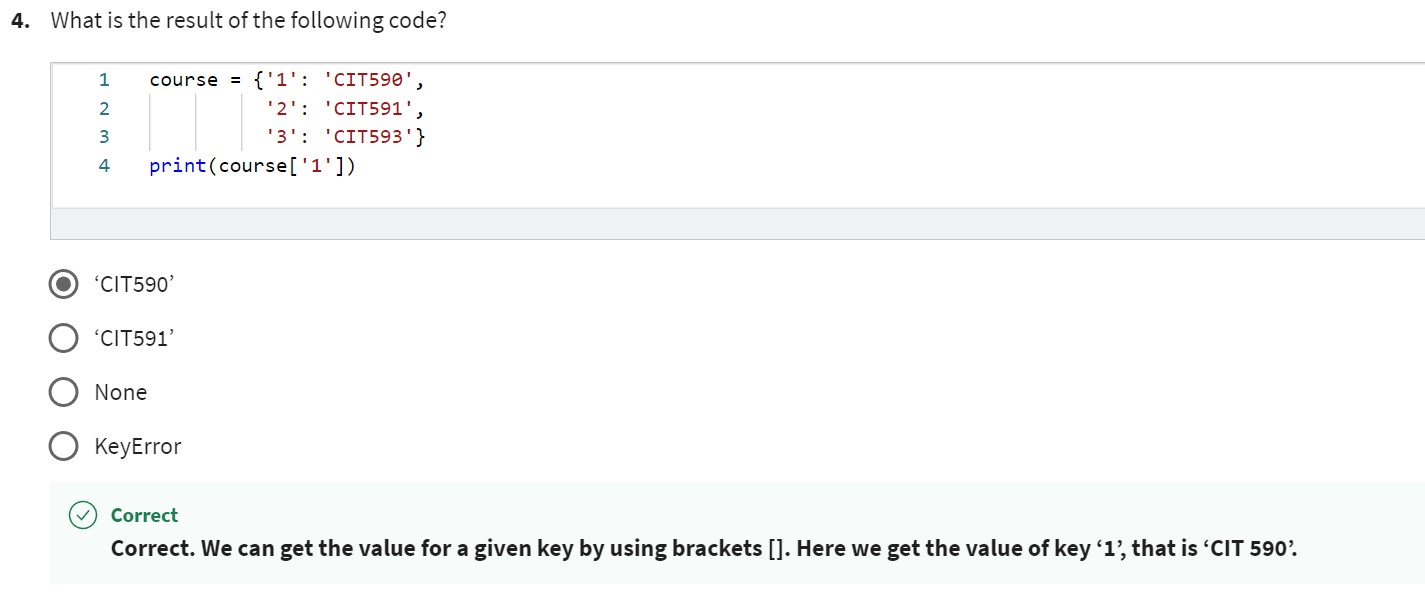 4. What is the result of the following code?
1 course = {'1': 'CIT590',
2 '2': 'CIT591',
3 '3': 'CIT593'}
4 print(course['1'])
‘CIT590’
‘CIT591’
None
KeyError
Correct
Correct. We can get the value for a given key by using brackets []. Here we get the value of key ‘1’, that is ‘CIT 590’.